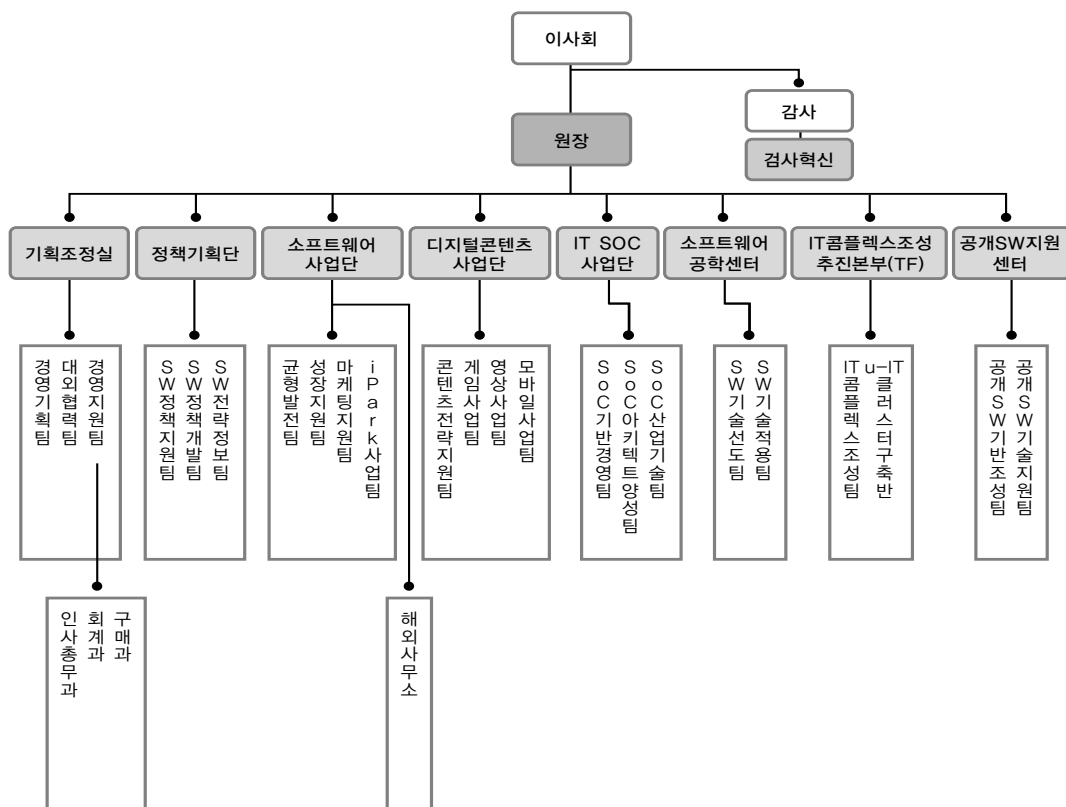 이사회
감사
원장
검사혁신
기획조정실
정책기획단
소프트웨어
사업단
디지털콘텐츠
사업단
IT SOC
사업단
소프트웨어
공학센터
IT콤플렉스조성
추진본부(TF)
공개SW지원
센터
경영기획팀
대외협력팀
경영지원팀
SW정책지원팀
SW정책개발팀
SW전략정보팀
균형발전팀
성장지원팀
마케팅지원팀
iPark사업팀
콘텐츠전략지원팀
게임사업팀
영상사업팀
모바일사업팀
SoC기반경영팀
SoC아키텍트양성팀
SoC산업기술팀
SW기술선도팀
SW기술적용팀
IT콤플렉스조성팀
u-IT클러스터구축반
공개SW기반조성팀
공개SW기술지원팀
인사총무과
회계과
구매과
해외사무소